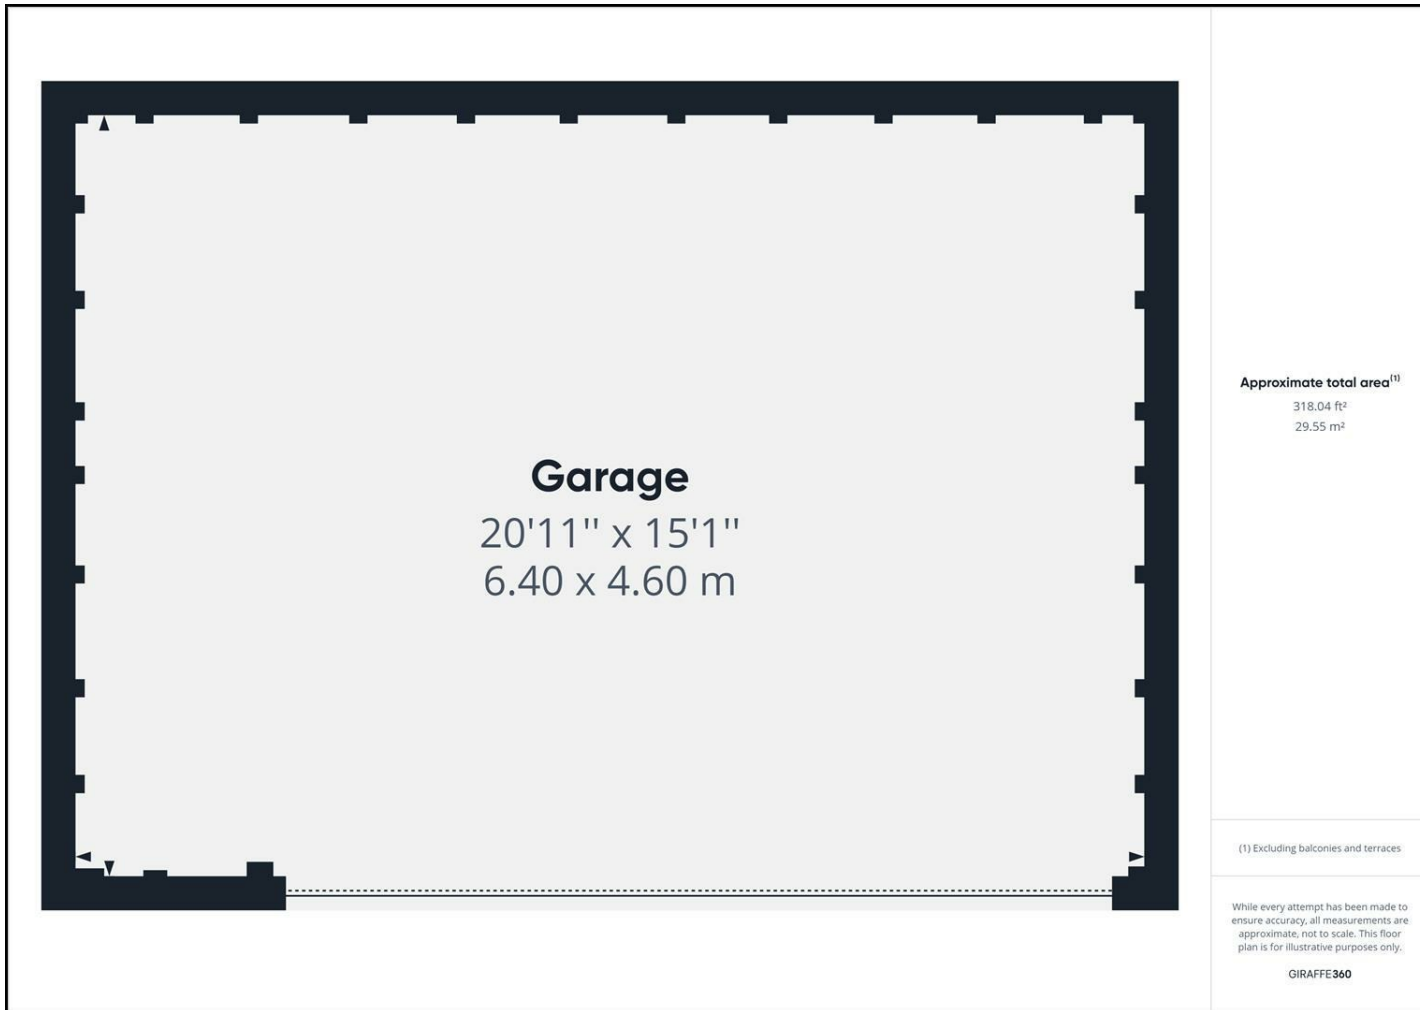 Garage
20'11'' x 15'1''
6.40 x 4.60 m
Approximate total area(1)
318.04 ft²
29.55 m²
(1) Excluding balconies and terraces
While every attempt has been made to
ensure accuracy, all measurements are
approximate, not to scale. This floor
plan is for illustrative purposes only.
GIRAFFE360